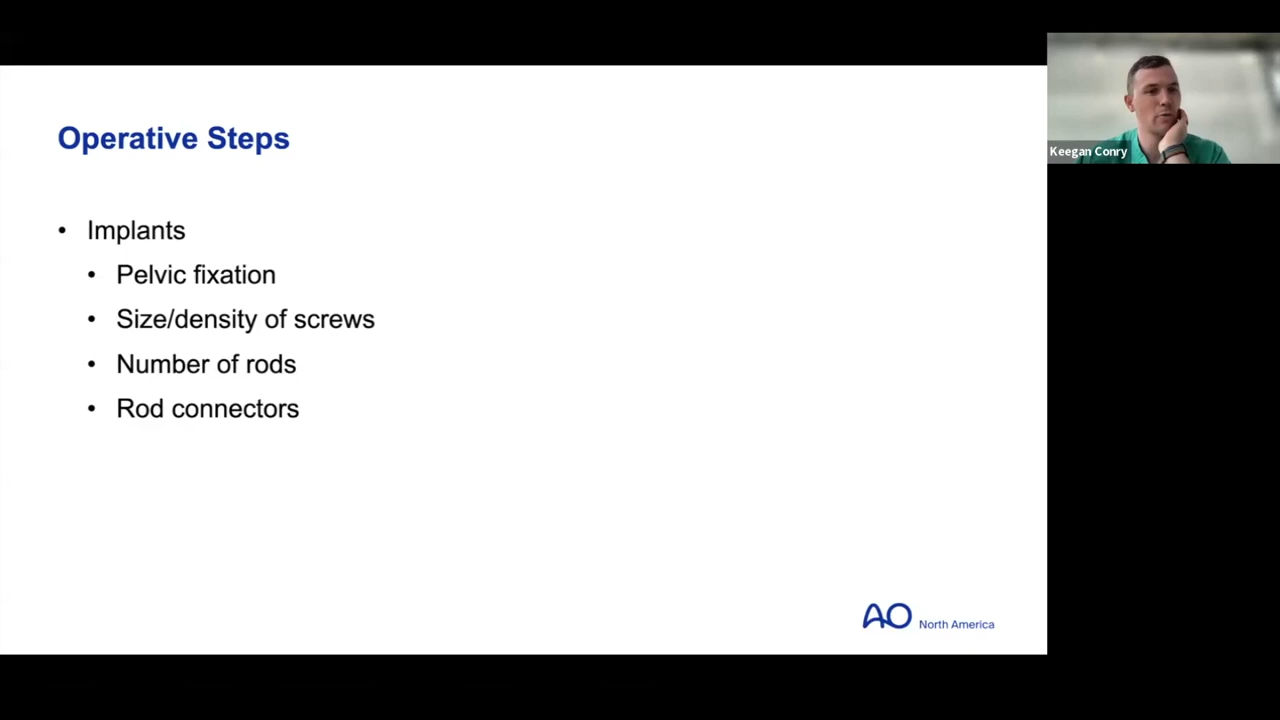 Operative Steps
• Implants
• Pelvic fixation
• Size/density of screws
• Number of rods
• Rod connectors
AO North America
Keegan Conry